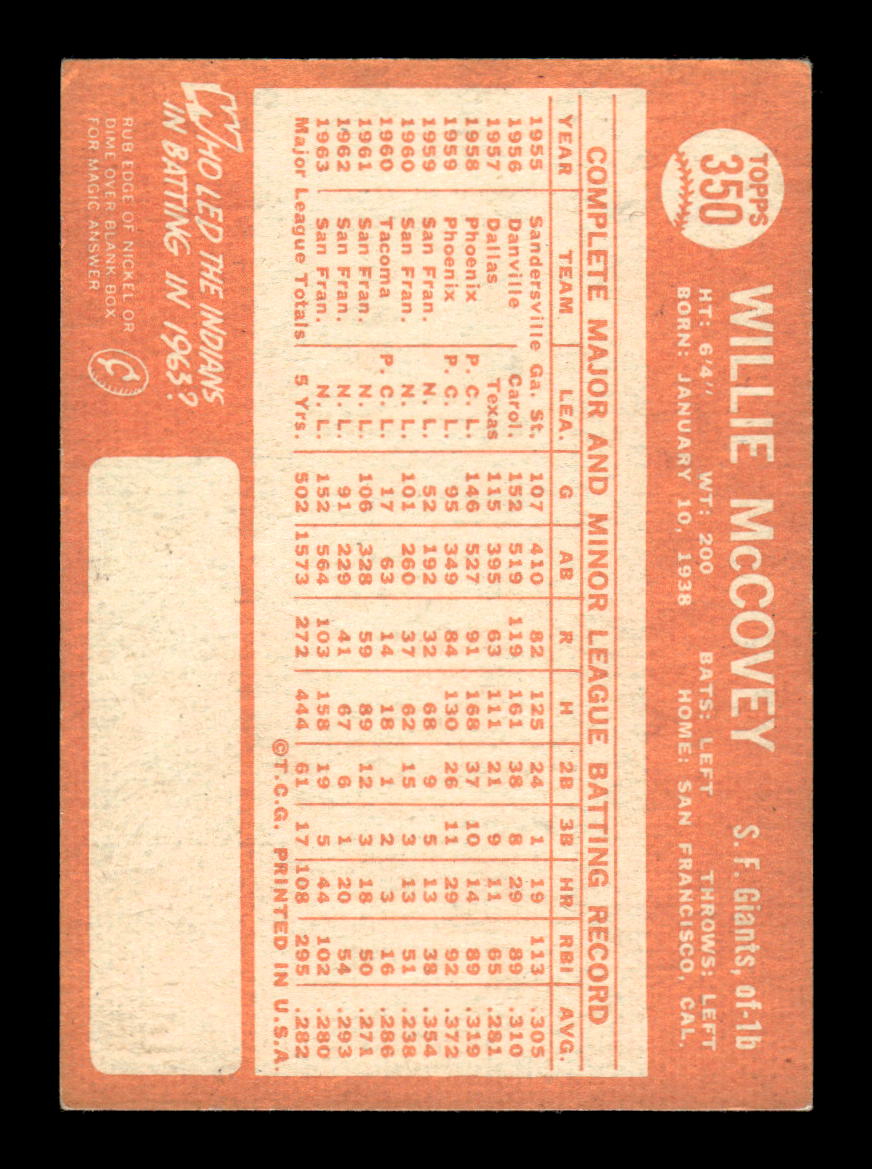 TOPPS
350
WILLIE McCOVEY S. F. Giants, of-1b
HT: 6'4" WT: 200 BATS: LEFT THROWS: LEFT
BORN: JANUARY 10, 1938 HOME: SAN FRANCISCO, CAL.
COMPLETE MAJOR AND MINOR LEAGUE BATTING RECORD
YEAR TEAM LEA. G AB R H 2B 3B HR RBI AVG.
1955 Sandersville Ga. St. 107 410 82 125 24 1 19 113 .305
1956 Danville Carol. 152 519 119 161 38 8 29 89 .310
1957 Dallas Texas 115 395 63 111 21 9 11 65 .281
1958 Phoenix P. C. L. 146 527 91 168 37 10 14 89 .319
1959 Phoenix P. C. L. 95 349 84 130 26 11 29 92 .372
1959 San Fran. N. L. 52 192 32 68 9 5 13 38 .354
1960 San Fran. N. L. 101 260 37 62 15 3 13 51 .238
1960 Tacoma P. C. L. 17 63 14 18 1 2 3 16 .286
1961 San Fran. N. L. 106 328 59 89 12 3 18 50 .271
1962 San Fran. N. L. 91 229 41 67 6 1 20 54 .293
1963 San Fran. N. L. 152 564 103 158 19 5 44 102 .280
Major League Totals 5 Yrs. 502 1573 272 444 61 17 108 295 .282
©T.C.G. PRINTED IN U.S.A.
WHO LED THE INDIANS
IN BATTING IN 1963?
RUB EDGE OF NICKEL OR
DIME OVER BLANK BOX
FOR MAGIC ANSWER